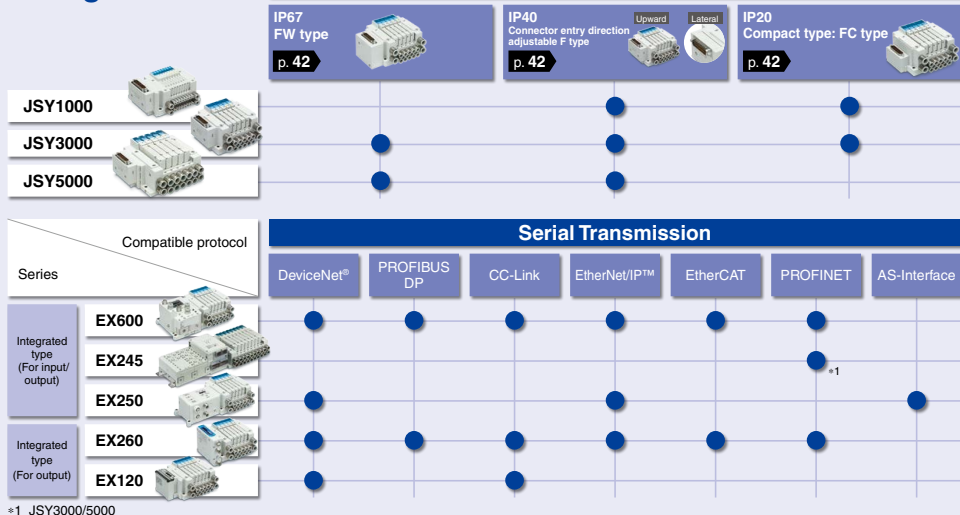 IP67
FW type
p. 42
IP40
Connector entry direction
adjustable F type
Upward
Lateral
p. 42
IP20
Compact type: FC type
p. 42
JSY1000
JSY3000
JSY5000
Compatible protocol
Series
Serial Transmission
DeviceNet®
PROFIBUS
DP
CC-Link
EtherNet/IP™
EtherCAT
PROFINET
AS-Interface
Integrated
type
(For input/
output)
EX600
EX245
*1
EX250
Integrated
type
(For output)
EX260
EX120
*1 JSY3000/5000